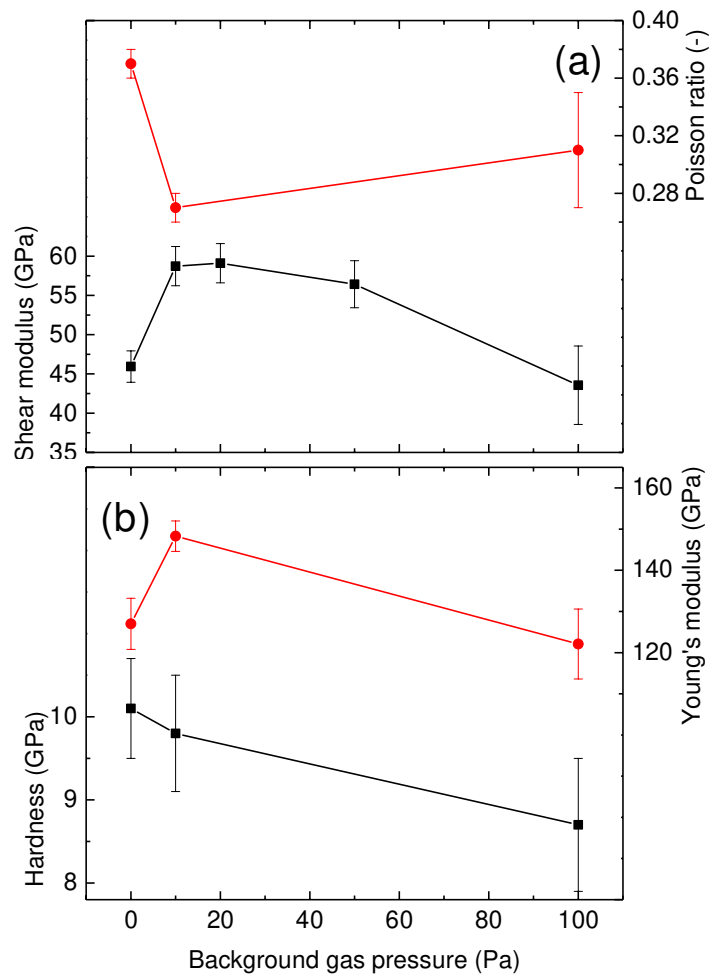 0.40
(a)
0.36
0.32
0.28
Poisson ratio (-)
60
55
50
45
40
35
Shear modulus (GPa)
(b)
160
140
120
Young's modulus (GPa)
10
9
8
Hardness (GPa)
0 20 40 60 80 100
Background gas pressure (Pa)